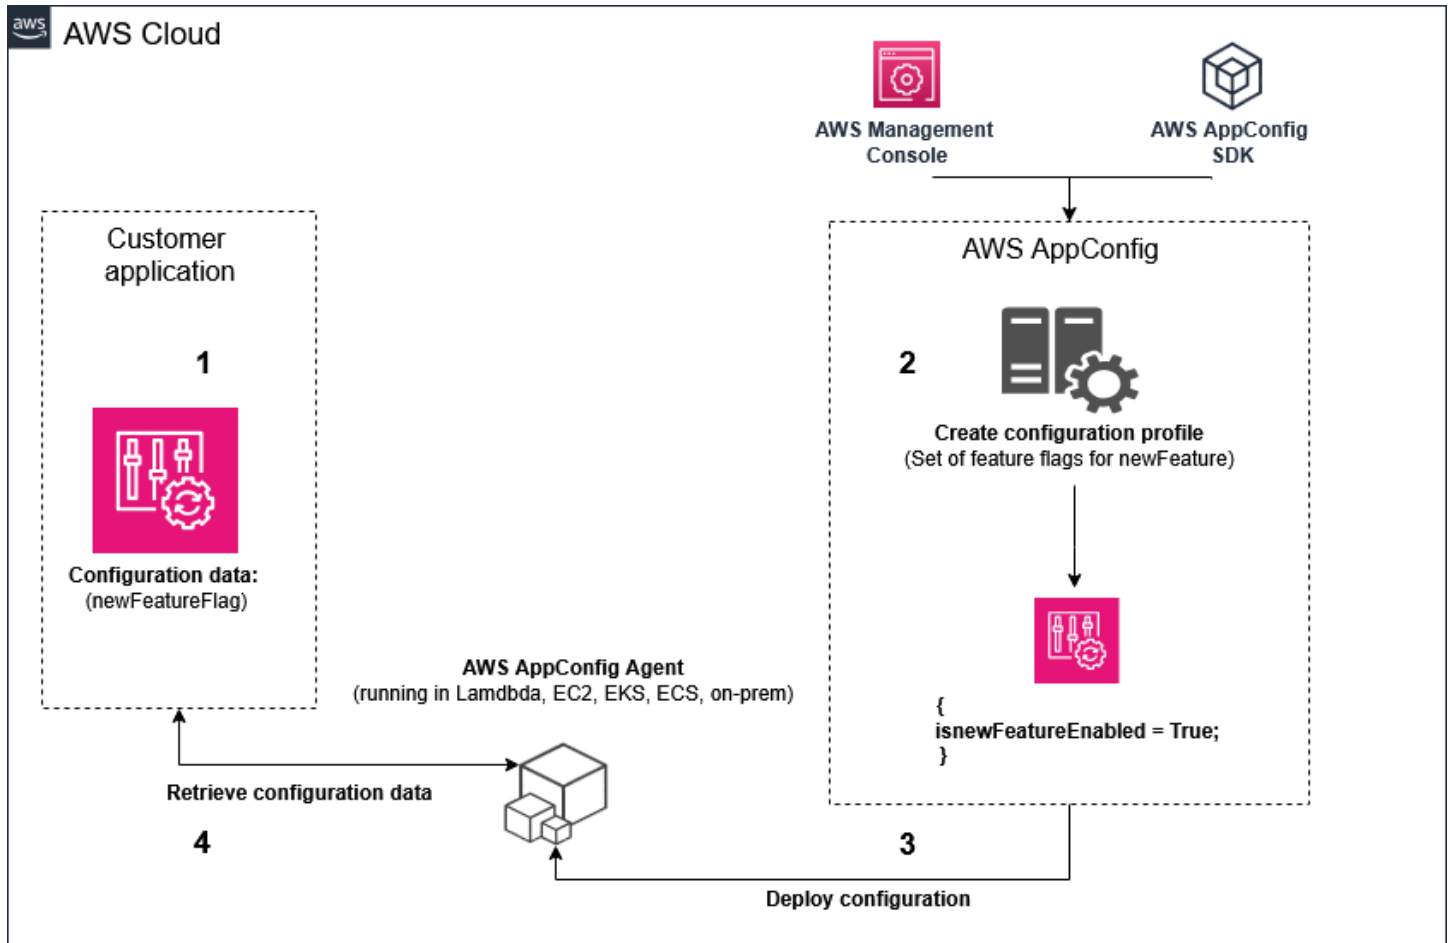 aws
AWS Cloud
AWS Management
Console
AWS AppConfig
SDK
Customer
application
1
Configuration data:
(newFeatureFlag)
AWS AppConfig
2
Create configuration profile
(Set of feature flags for newFeature)
{
isnewFeatureEnabled = True;
}
AWS AppConfig Agent
(running in Lamdbda, EC2, EKS, ECS, on-prem)
Retrieve configuration data
4
3
Deploy configuration